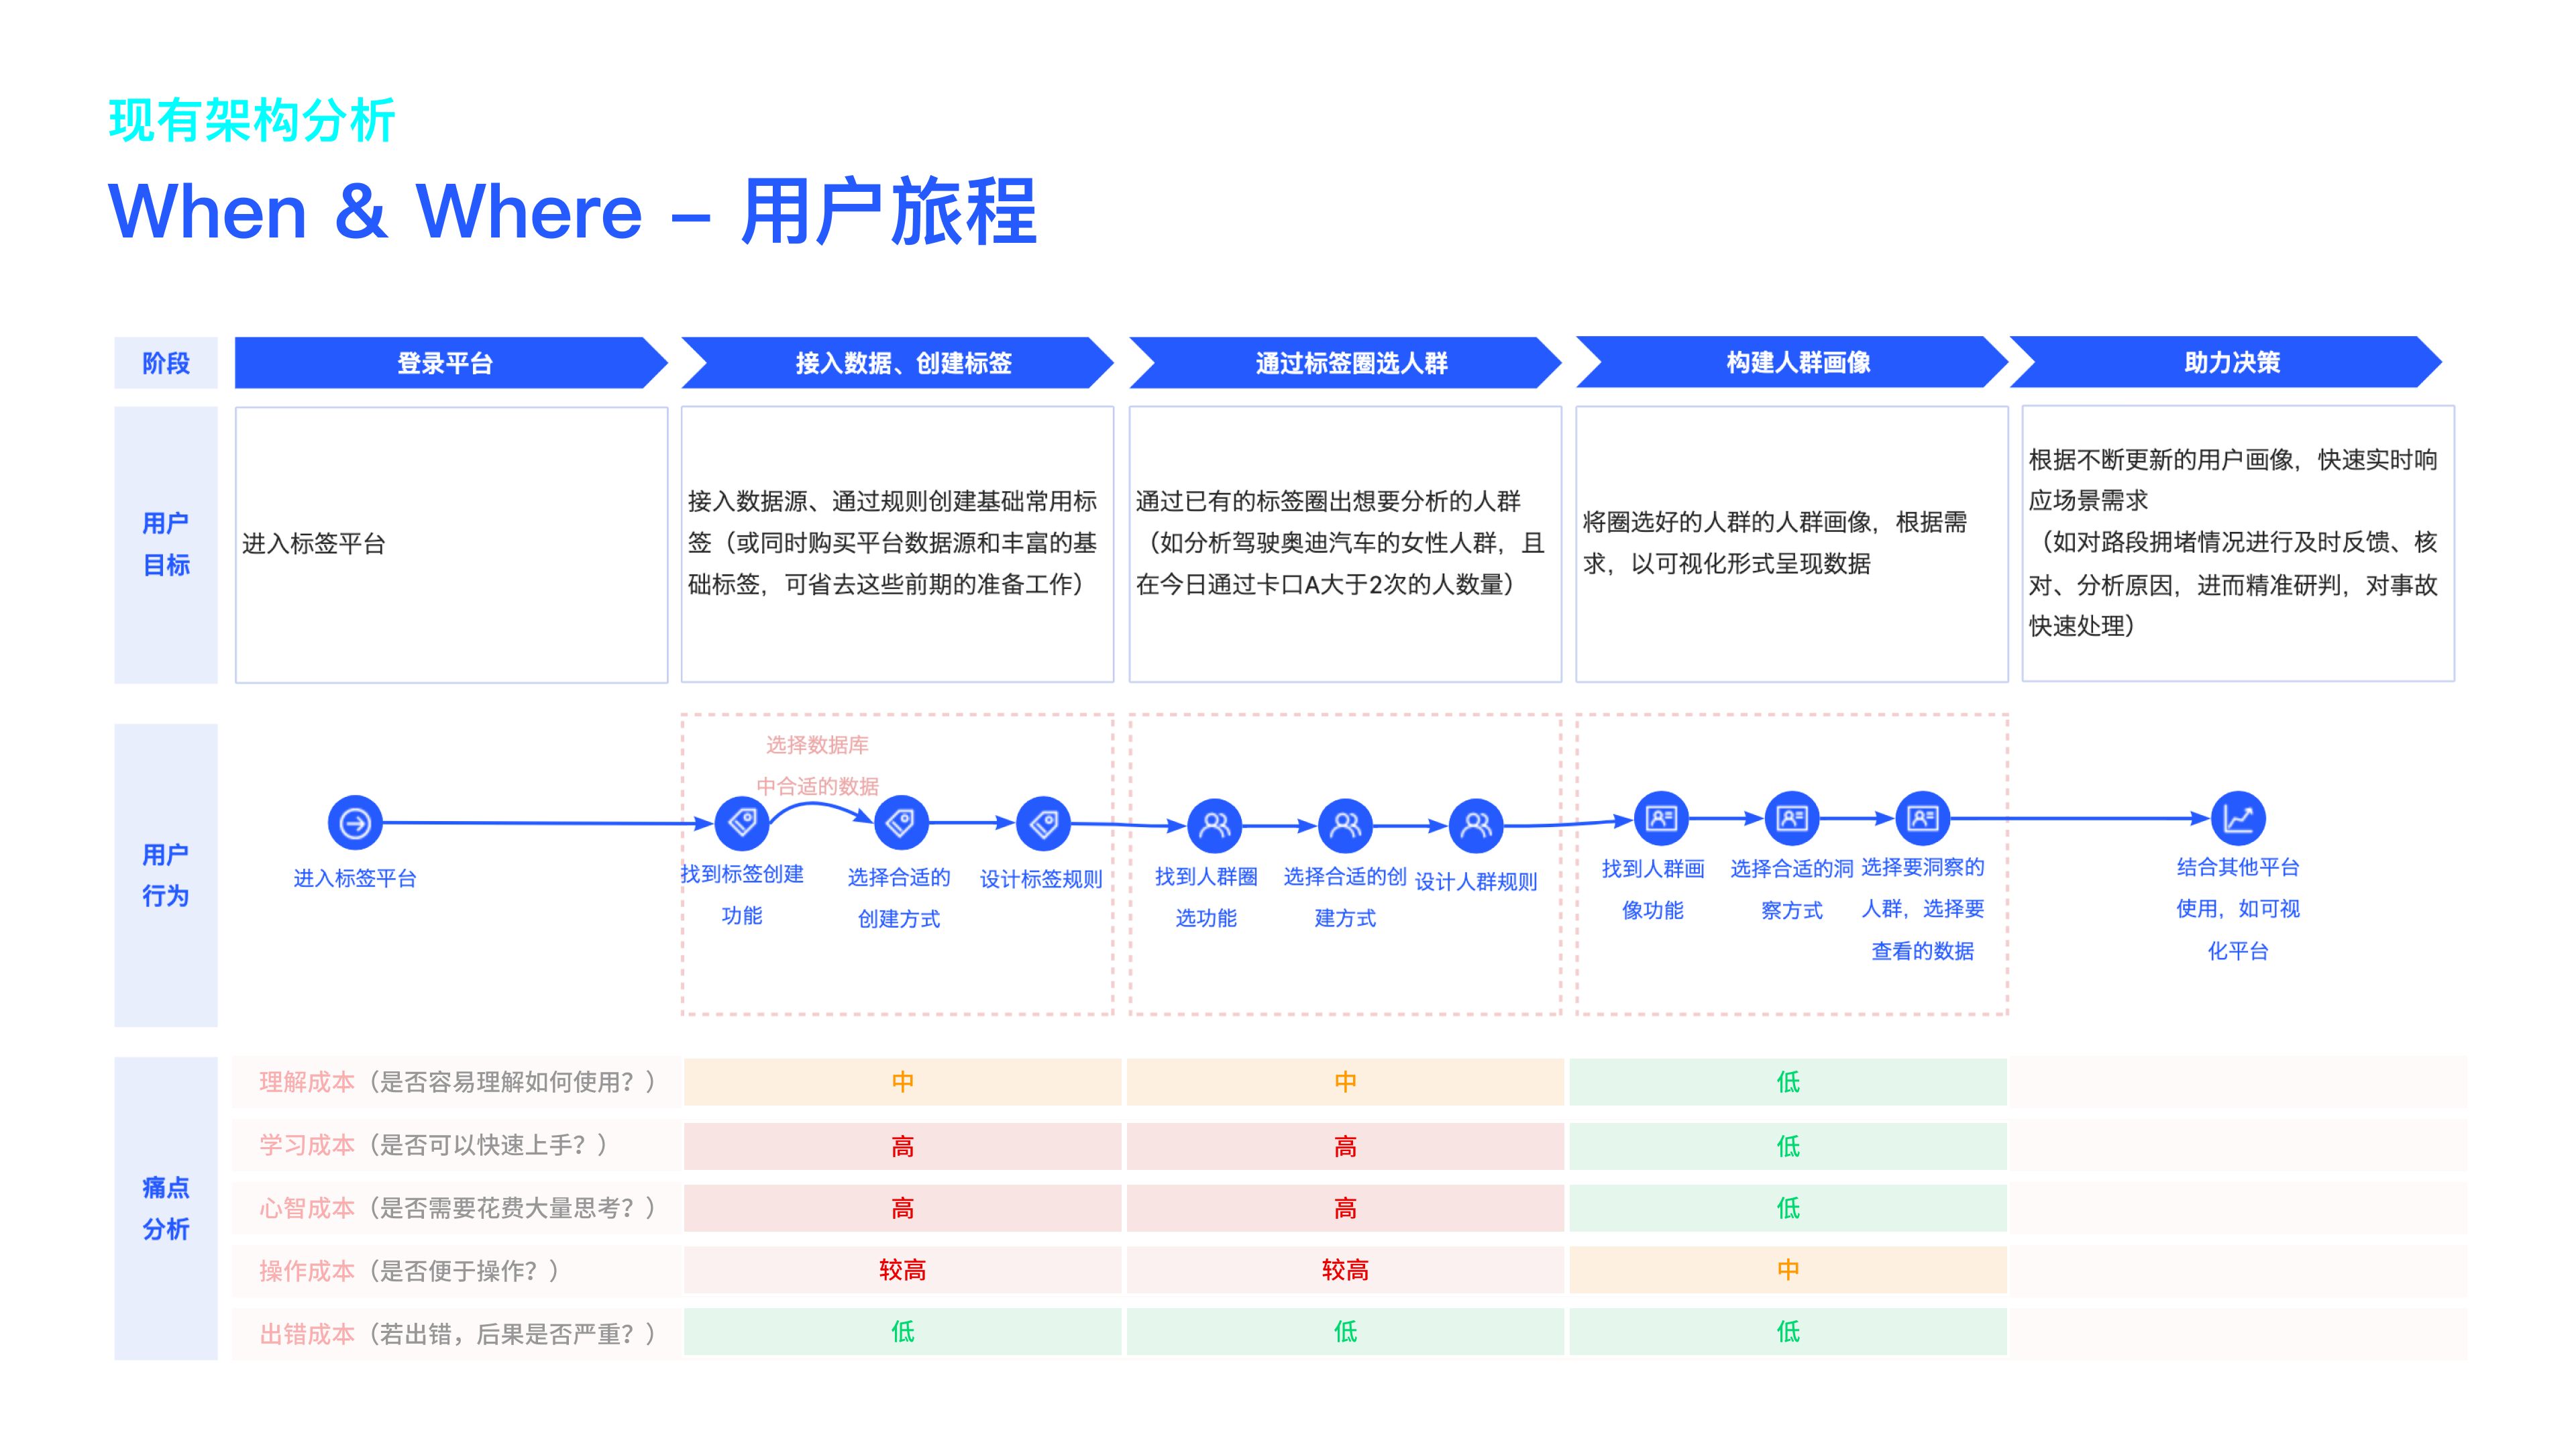 现有架构分析
When & Where – 用户旅程
阶段
登录平台
接入数据、创建标签
通过标签圈选人群
构建人群画像
助力决策
用户
目标
进入标签平台
接入数据源、通过规则创建基础常用标
签（或同时购买平台数据源和丰富的基
础标签，可省去这些前期的准备工作）
通过已有的标签圈出想要分析的人群
（如分析驾驶奥迪汽车的女性人群，且
在今日通过卡口A大于2次的人数量）
将圈选好的人群的人群画像，根据需
求，以可视化形式呈现数据
根据不断更新的用户画像，快速实时响
应场景需求
（如对路段拥堵情况进行及时反馈、核
对、分析原因，进而精准研判，对事故
快速处理）
用户
行为
进入标签平台
选择数据库
中合适的数据
找到标签创建
功能
选择合适的
创建方式
设计标签规则
找到人群圈
选功能
选择合适的创
建方式
设计人群规则
找到人群画
像功能
选择合适的洞
察方式
选择要洞察的
人群，选择要
查看的数据
结合其他平台
使用，如可视
化平台
痛点
分析
理解成本（是否容易理解如何使用？）
中
中
低
学习成本（是否可以快速上手？）
高
高
低
心智成本（是否需要花费大量思考？）
高
高
低
操作成本（是否便于操作？）
较高
较高
中
出错成本（若出错，后果是否严重？）
低
低
低